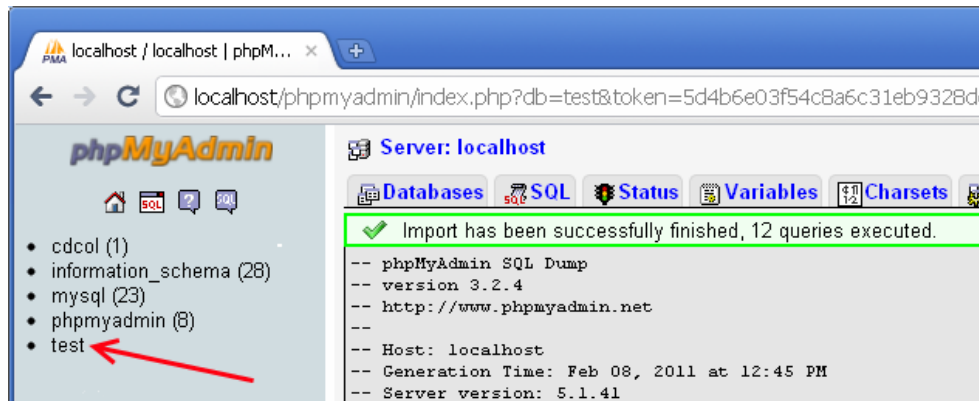 localhost / localhost | phpM...
localhost/phpmyadmin/index.php?db=test&token=5d4b6e03f54c8a6c31eb9328d
phpMyAdmin
Server: localhost
Databases SQL Status Variables Charsets
Import has been successfully finished, 12 queries executed.
cdcol (1)
information_schema (28)
mysql (23)
phpmyadmin (8)
test
-- phpMyAdmin SQL Dump
-- version 3.2.4
-- http://www.phpmyadmin.net
--
-- Host: localhost
-- Generation Time: Feb 08, 2011 at 12:45 PM
-- Server version: 5.1.41